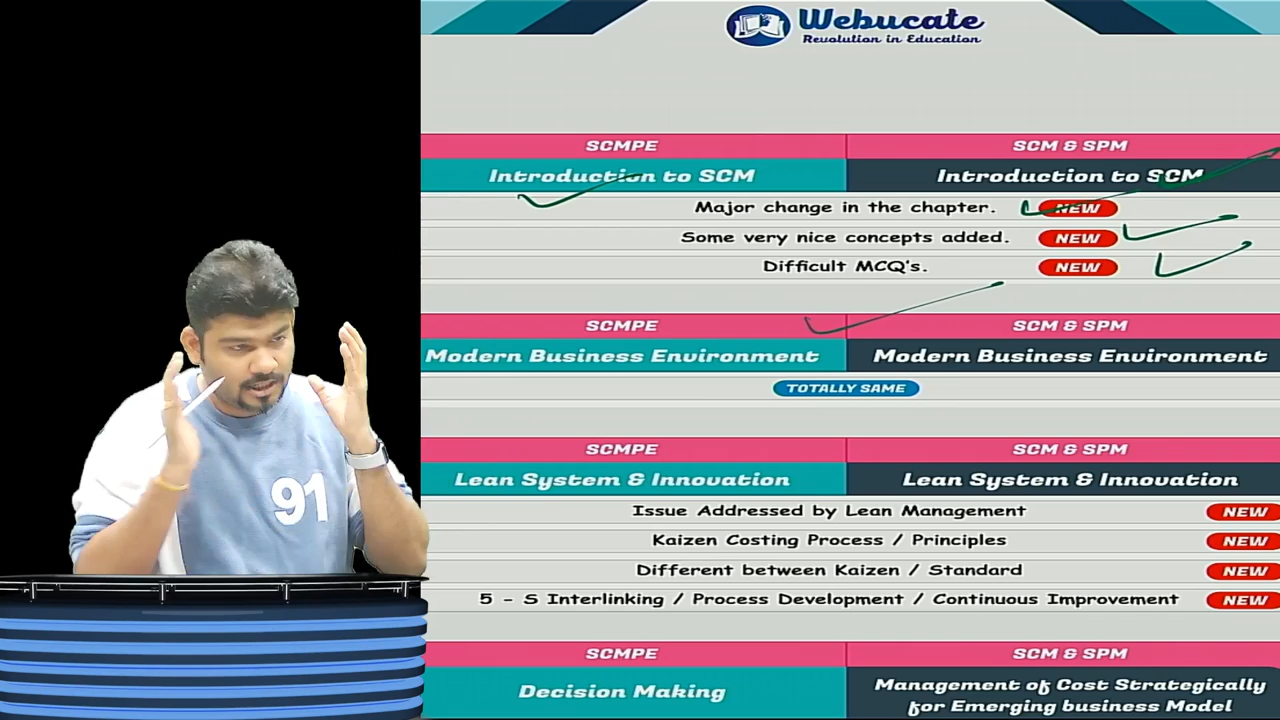 Webucate
Revolution in Education
SCMPE SCM & SPM
Introduction to SCM Introduction to SCM
Major change in the chapter. NEW
Some very nice concepts added. NEW
Difficult MCQ's. NEW
SCMPE SCM & SPM
Modern Business Environment Modern Business Environment
TOTALLY SAME
SCMPE SCM & SPM
Lean System & Innovation Lean System & Innovation
Issue Addressed by Lean Management NEW
Kaizen Costing Process / Principles NEW
Different between Kaizen / Standard NEW
5 - S Interlinking / Process Development / Continuous Improvement NEW
SCMPE SCM & SPM
Decision Making Management of Cost Strategically
for Emerging business Model
91